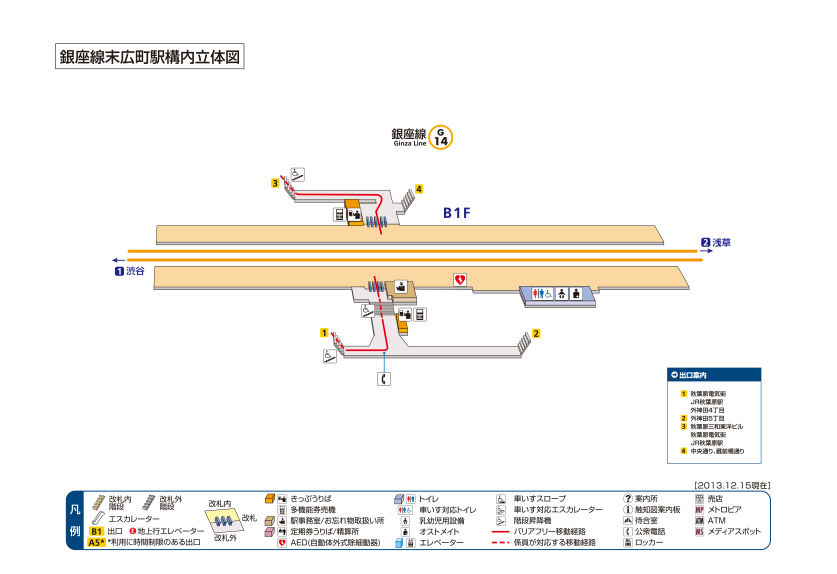 銀座線末広町駅構内立体図
銀座線
Ginza Line
G
14
3
4
B1F
2 浅草
1 渋谷
1
2
出口案内
1 秋葉原電気街
JR秋葉原駅
外神田4丁目
2 外神田5丁目
3 秋葉原三和東洋ビル
秋葉原電気街
JR秋葉原駅
4 中央通り、蔵前橋通り
[2013.12.15現在]
凡例
改札内階段
改札外階段
エスカレーター
B1 出口
地上行エレベーター
A5* *利用に時間制限のある出口
改札内
改札
改札外
きっぷうりば
多機能券売機
駅事務室/お忘れ物取扱い所
定期券うりば/精算所
AED(自動体外式除細動器)
トイレ
車いす対応トイレ
乳幼児用設備
オストメイト
エレベーター
車いすスロープ
車いす対応エスカレーター
階段昇降機
バリアフリー移動経路
係員が対応する移動経路
? 案内所
触知図案内板
待合室
公衆電話
ロッカー
売店
MP メトロピア
ATM ATM
MS メディアスポット